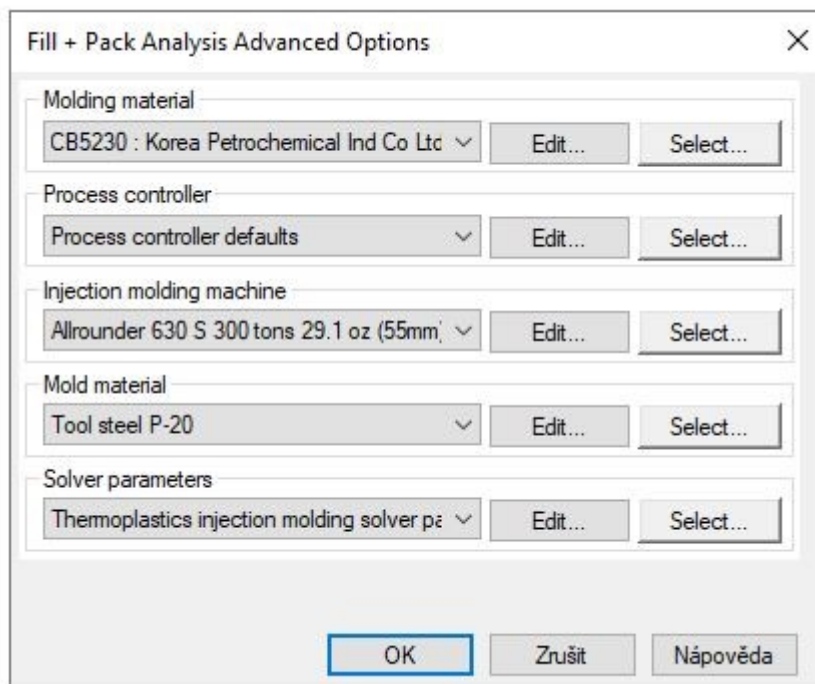 Fill + Pack Analysis Advanced Options
Molding material
CB5230 : Korea Petrochemical Ind Co Ltd
Edit...
Select...
Process controller
Process controller defaults
Edit...
Select...
Injection molding machine
Allrounder 630 S 300 tons 29.1 oz (55mm)
Edit...
Select...
Mold material
Tool steel P-20
Edit...
Select...
Solver parameters
Thermoplastics injection molding solver pa
Edit...
Select...
OK
Zrušit
Nápověda